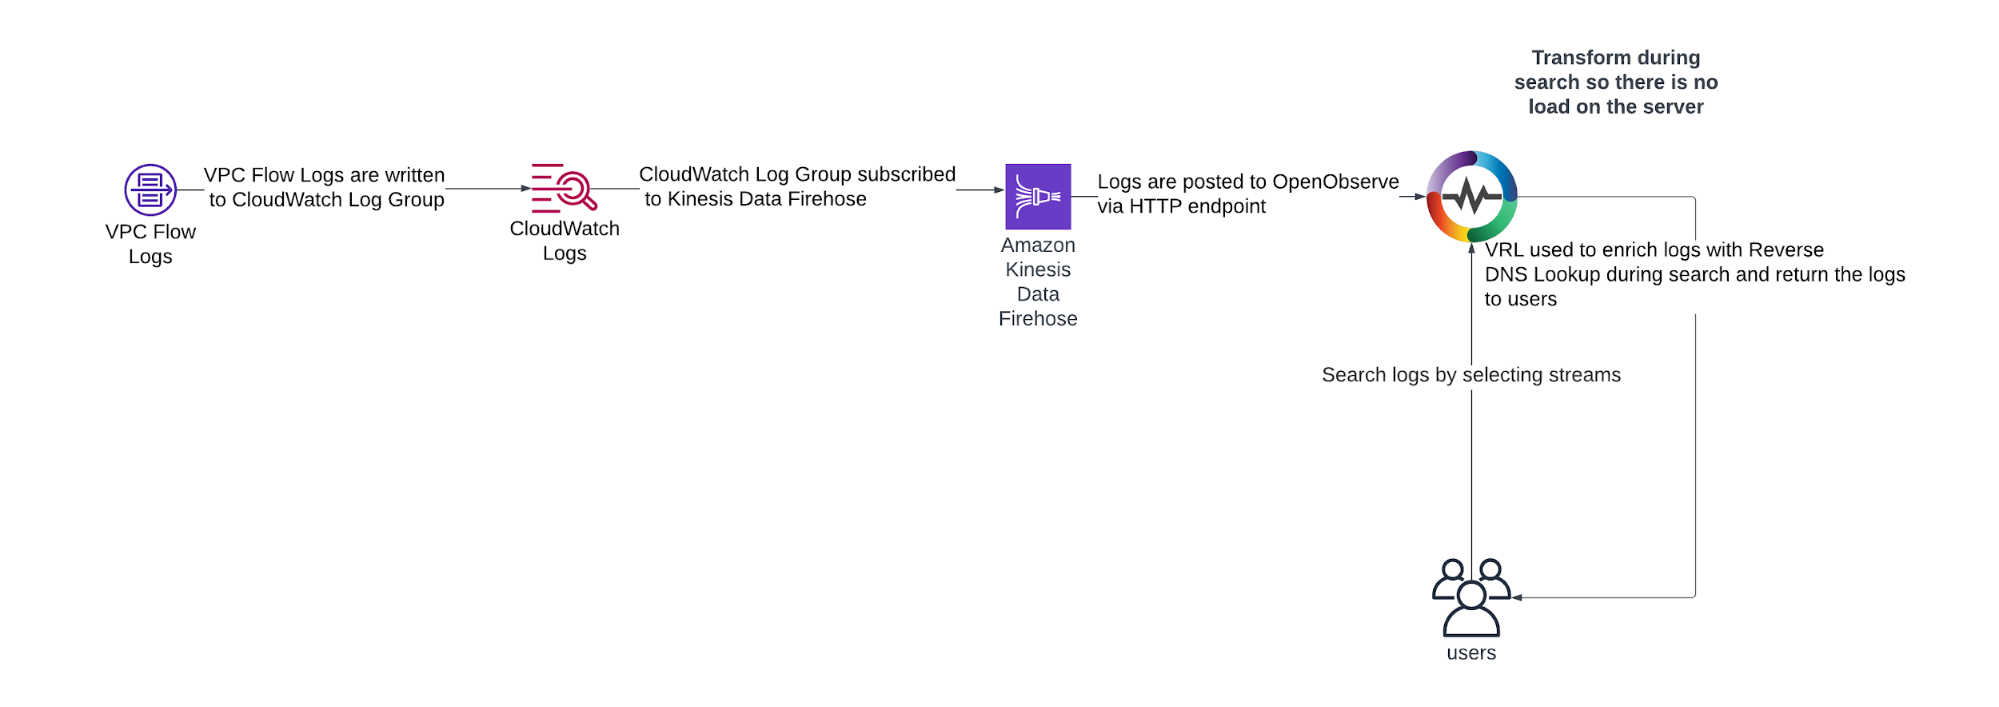 Transform during
search so there is no
load on the server
VPC Flow Logs are written
to CloudWatch Log Group
CloudWatch Log Group subscribed
to Kinesis Data Firehose
Logs are posted to OpenObserve
via HTTP endpoint
VPC Flow
Logs
CloudWatch
Logs
Amazon
Kinesis
Data
Firehose
VRL used to enrich logs with Reverse
DNS Lookup during search and return the logs
to users
Search logs by selecting streams
users